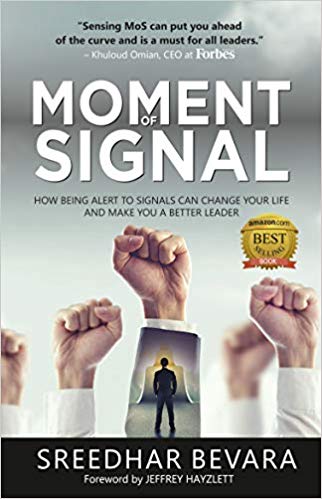 "Sensing MoS can put you ahead
of the curve and is a must for all leaders."
– Khuloud Omian, CEO at Forbes
MOMENT
OF
SIGNAL
HOW BEING ALERT TO SIGNALS CAN CHANGE YOUR LIFE
AND MAKE YOU A BETTER LEADER
amazon.com
BEST
SELLING
BOOK
SREEDHAR BEVARA
Foreword by JEFFREY HAYZLETT